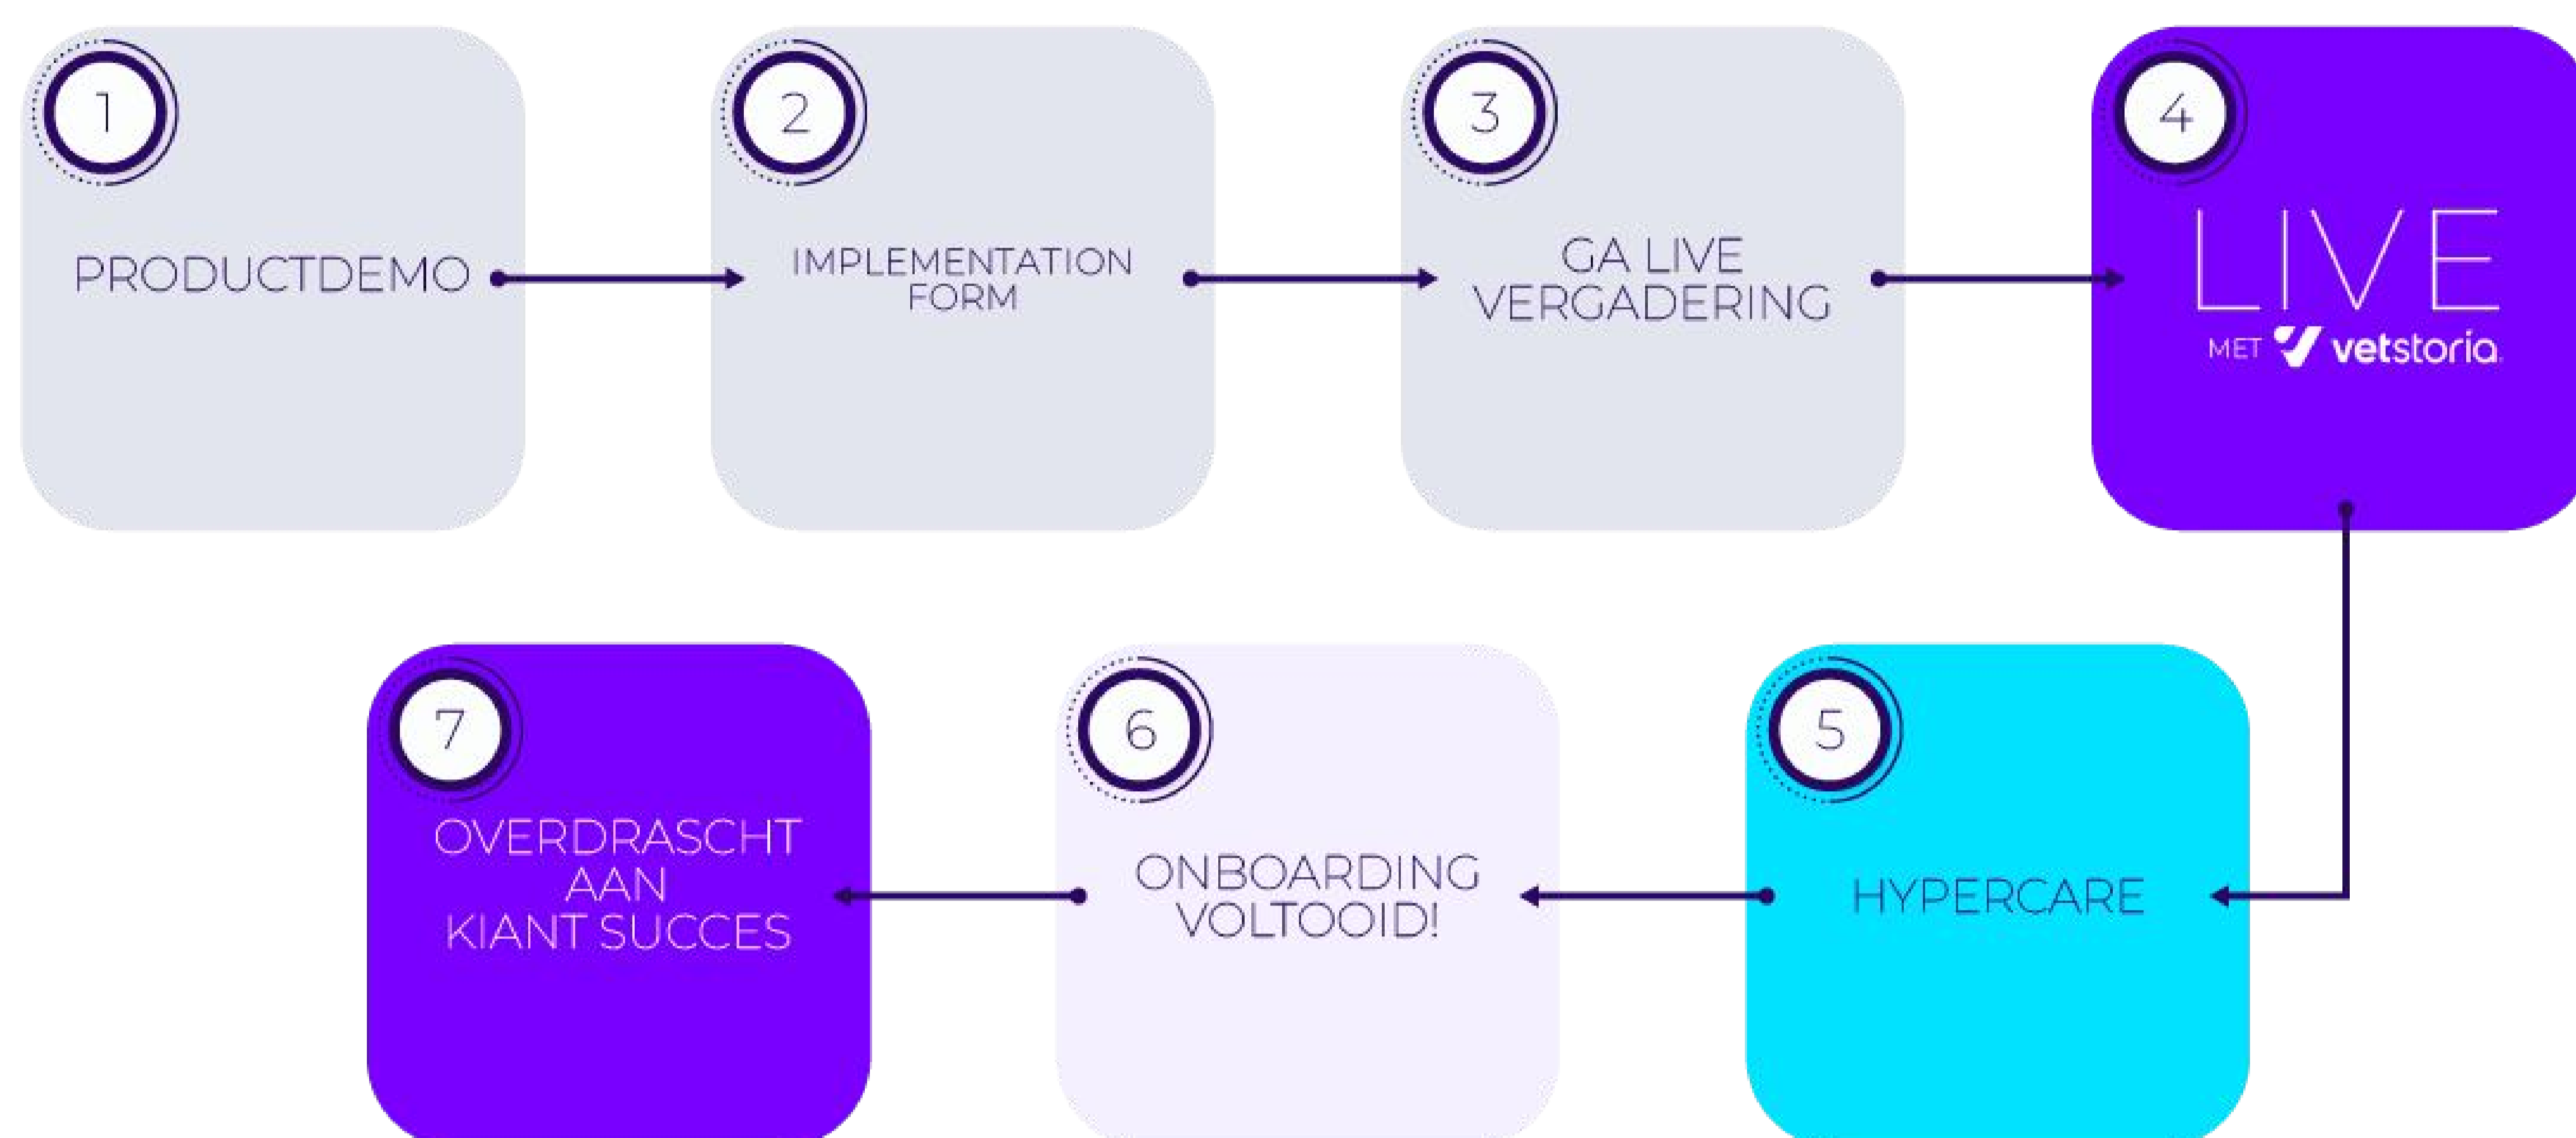 1
PRODUCTDEMO
2
IMPLEMENTATION
FORM
3
GA LIVE
VERGADERING
4
LIVE
MET vetstoria
5
HYPERCARE
6
ONBOARDING
VOLTOOID!
7
OVERDRASCHT
AAN
KIANT SUCCES